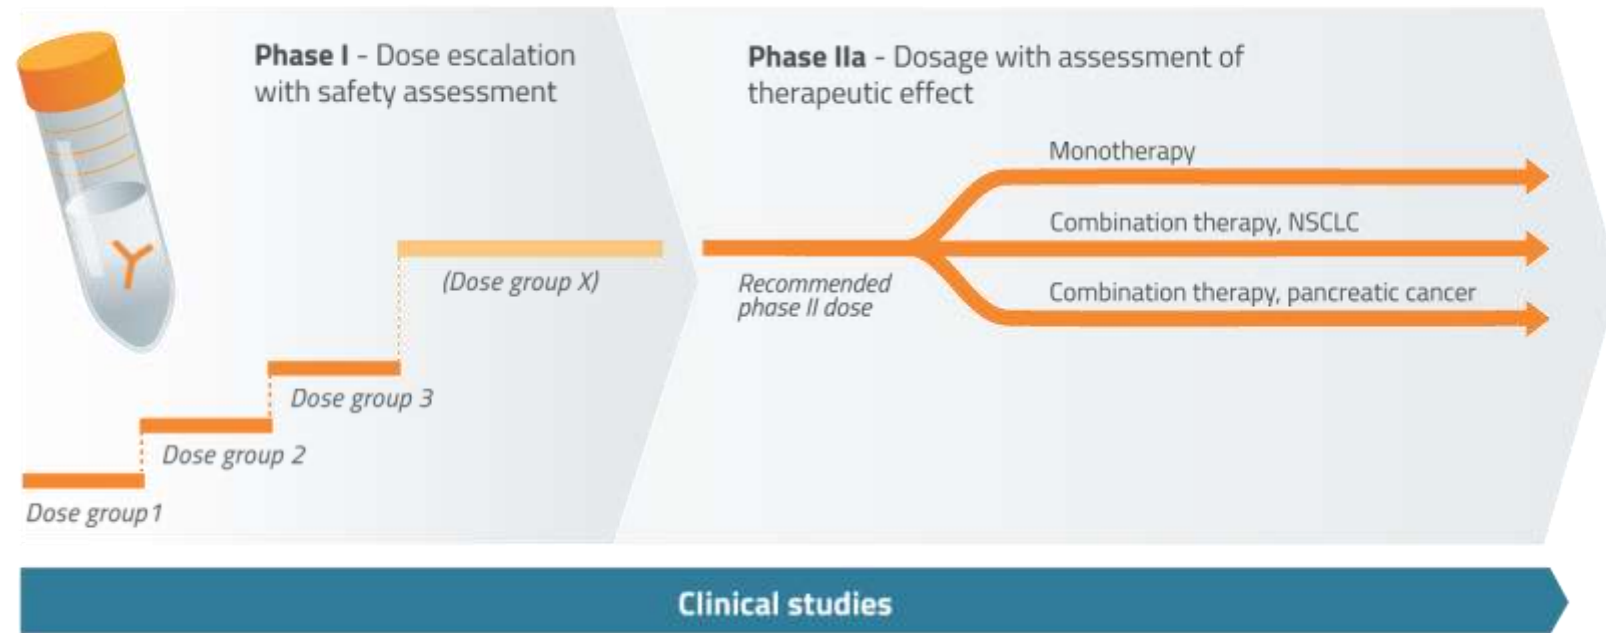 Phase I - Dose escalation
with safety assessment
Phase IIa - Dosage with assessment of
therapeutic effect
Monotherapy
Combination therapy, NSCLC
Combination therapy, pancreatic cancer
Recommended
phase II dose
(Dose group X)
Dose group 3
Dose group 2
Dose group 1
Clinical studies